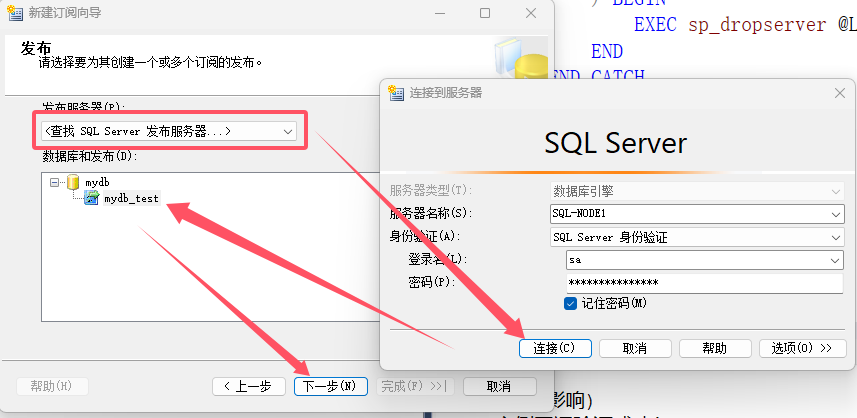 新建订阅向导
发布
请选择要为其创建一个或多个订阅的发布。
发布服务器(P):
<查找 SQL Server 发布服务器...>
数据库和发布(D):
mydb
mydb_test
帮助(H)
< 上一步
下一步(N)
完成(F) >>|
取消
) BEGIN
EXEC sp_dropserver @L
END
END CATCH
连接到服务器
SQL Server
服务器类型(T):
数据库引擎
服务器名称(S):
SQL-NODE1
身份验证(A):
SQL Server 身份验证
登录名(L):
sa
密码(P):
***************
记住密码(M)
连接(C)
取消
帮助
选项(O) >>
影响)